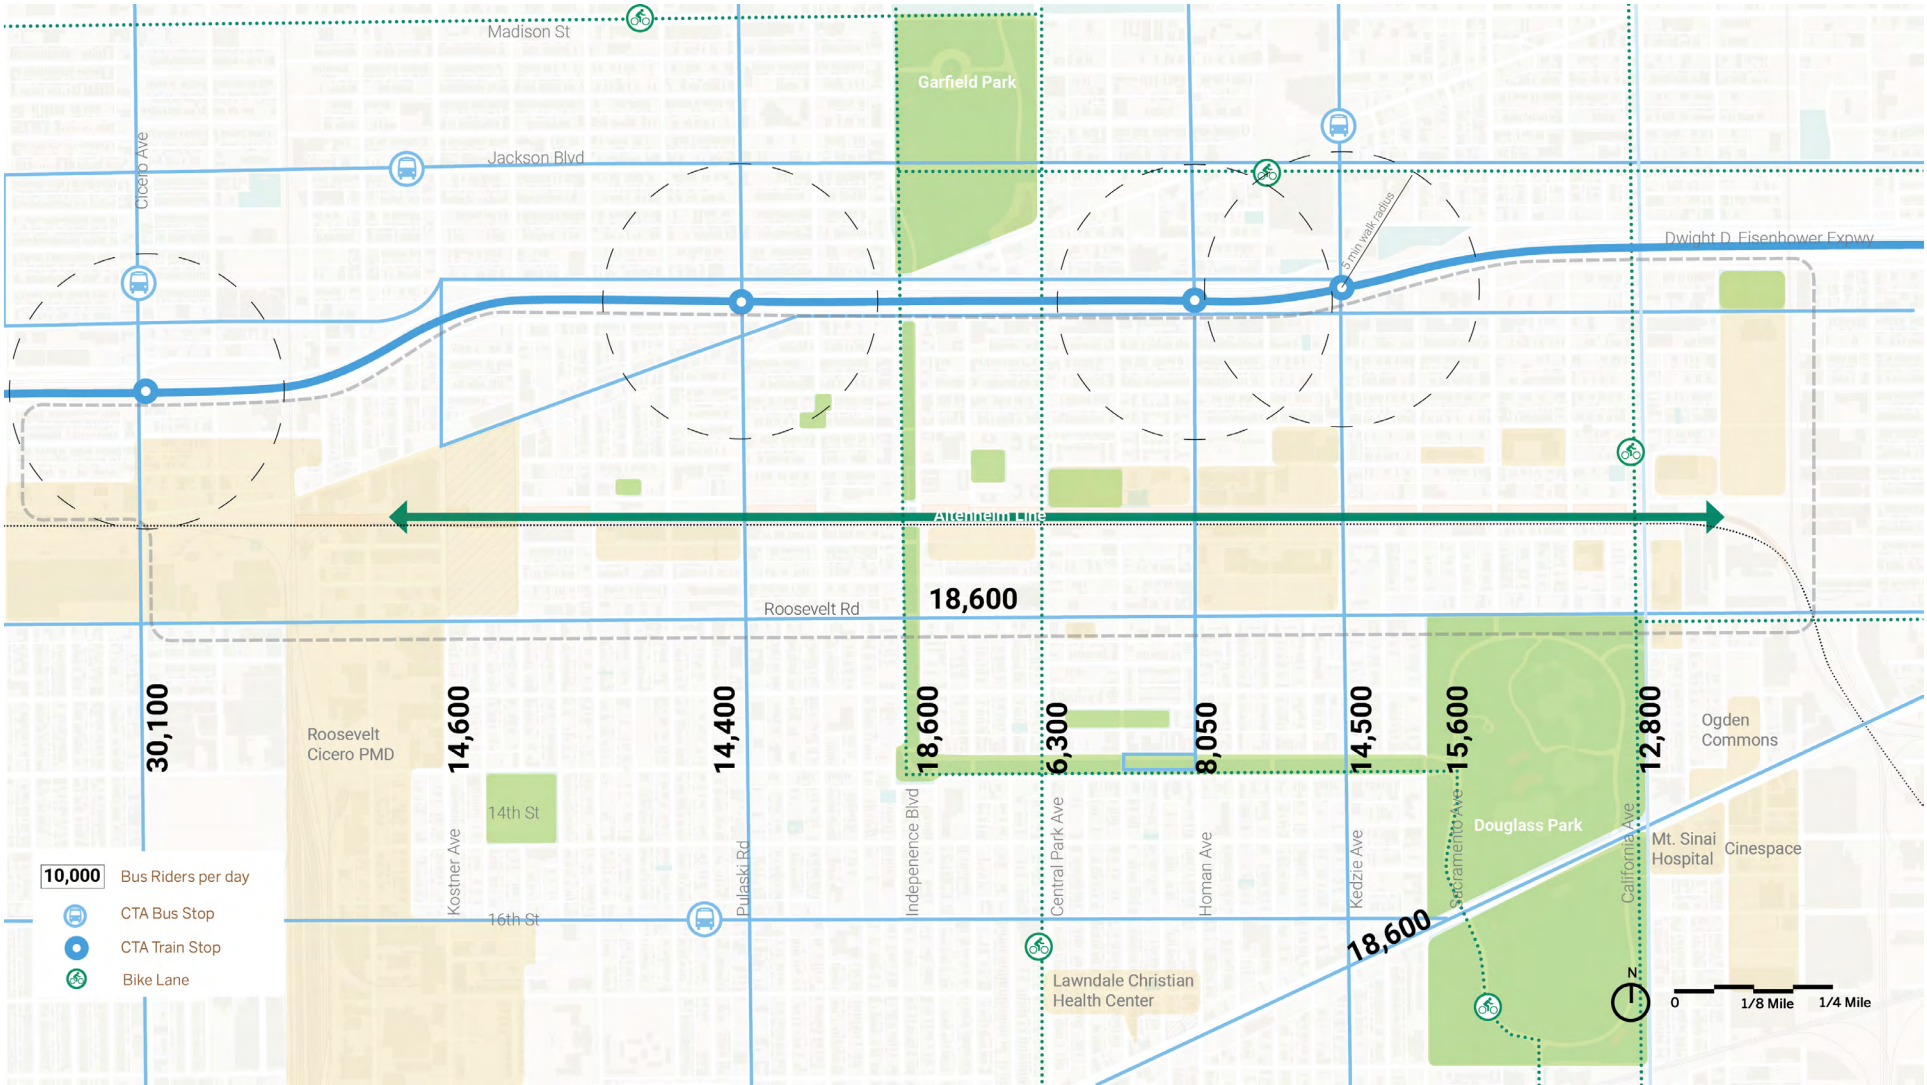 Madison St
Garfield Park
Cicero Ave
Jackson Blvd
5 min walk radius
Dwight D. Eisenhower Expwy
Altenheim Line
18,600
Roosevelt Rd
30,100
14,600
14,400
18,600
6,300
8,050
14,500
15,600
12,800
Roosevelt
Cicero PMD
Ogden
Commons
14th St
Kostner Ave
Pulaski Rd
Indepenence Blvd
Central Park Ave
Homan Ave
Kedzie Ave
Sacramento Ave
Douglass Park
California Ave
Mt. Sinai
Hospital
Cinespace
16th St
18,600
Lawndale Christian
Health Center
10,000 Bus Riders per day
CTA Bus Stop
CTA Train Stop
Bike Lane
N
0 1/8 Mile 1/4 Mile